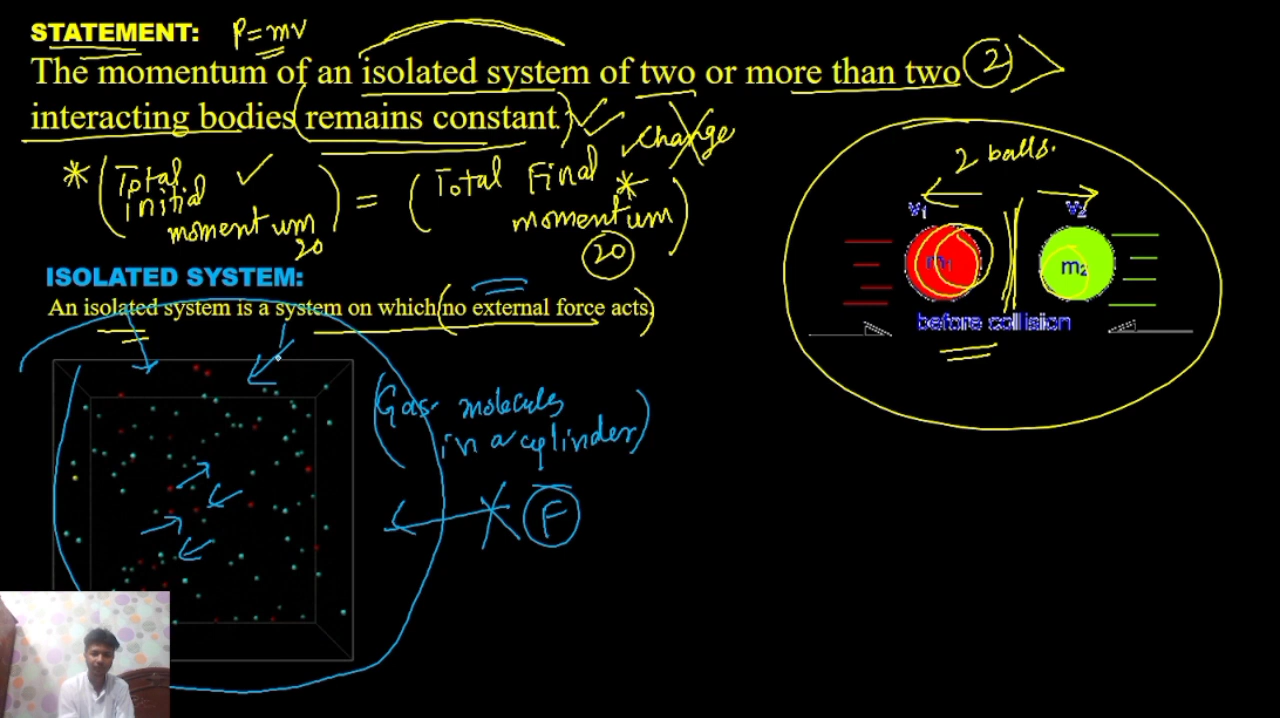 STATEMENT: P=mv
The momentum of an isolated system of two or more than two 2
interacting bodies (remains constant.)
change
* (Total initial momentum 20) = (Total Final * momentum) 20
ISOLATED SYSTEM:
An isolated system is a system on which (no external force acts.)
(Gas molecules
in a cylinder)
F
2 balls.
v1 v2
m1 m2
before collision